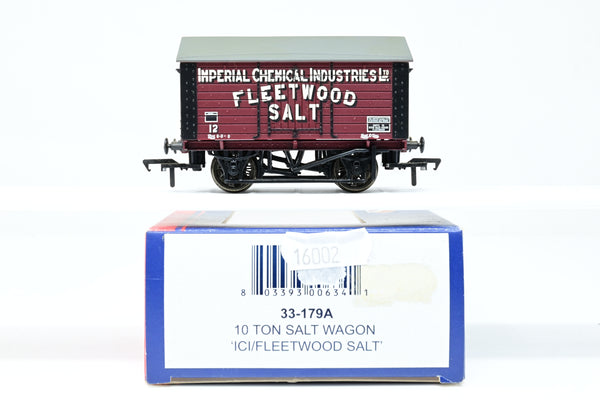 IMPERIAL CHEMICAL INDUSTRIES LTD
FLEETWOOD
SALT
12
16002
8 03393 00634 1
33-179A
10 TON SALT WAGON
'ICI/FLEETWOOD SALT'